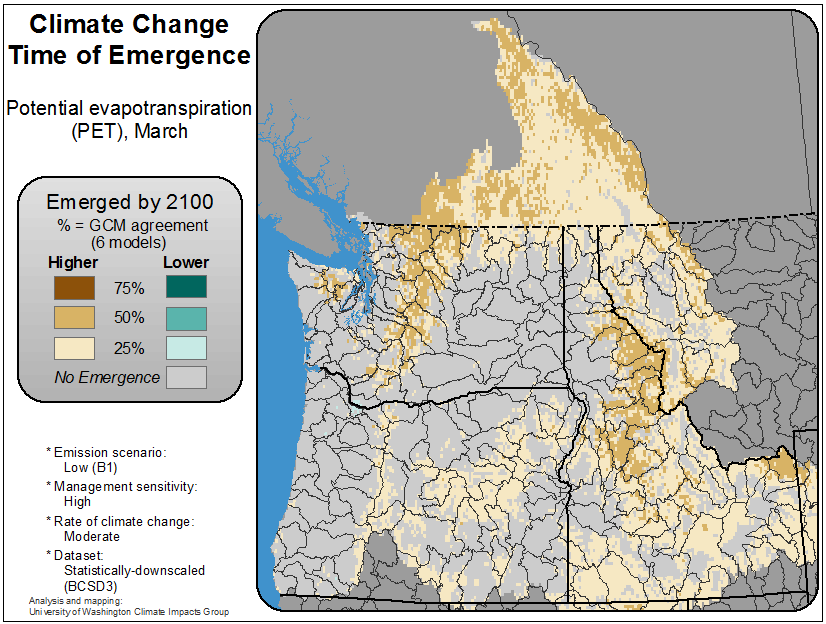 Climate Change
Time of Emergence
Potential evapotranspiration
(PET), March
Emerged by 2100
% = GCM agreement
(6 models)
Higher Lower
75%
50%
25%
No Emergence
* Emission scenario:
Low (B1)
* Management sensitivity:
High
* Rate of climate change:
Moderate
* Dataset:
Statistically-downscaled
(BCSD3)
Analysis and mapping:
University of Washington Climate Impacts Group